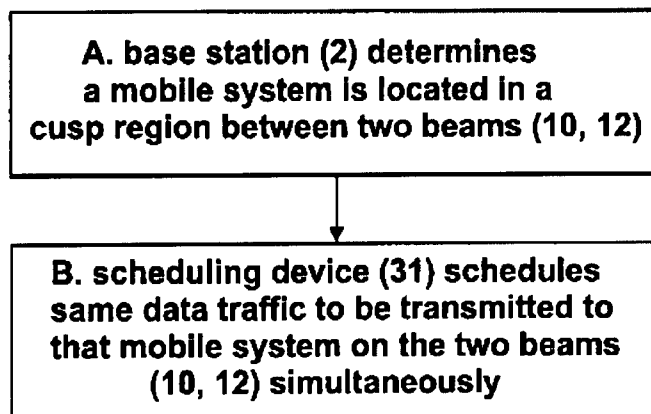 A. base station (2) determines
a mobile system is located in a
cusp region between two beams (10, 12)
B. scheduling device (31) schedules
same data traffic to be transmitted to
that mobile system on the two beams
(10, 12) simultaneously